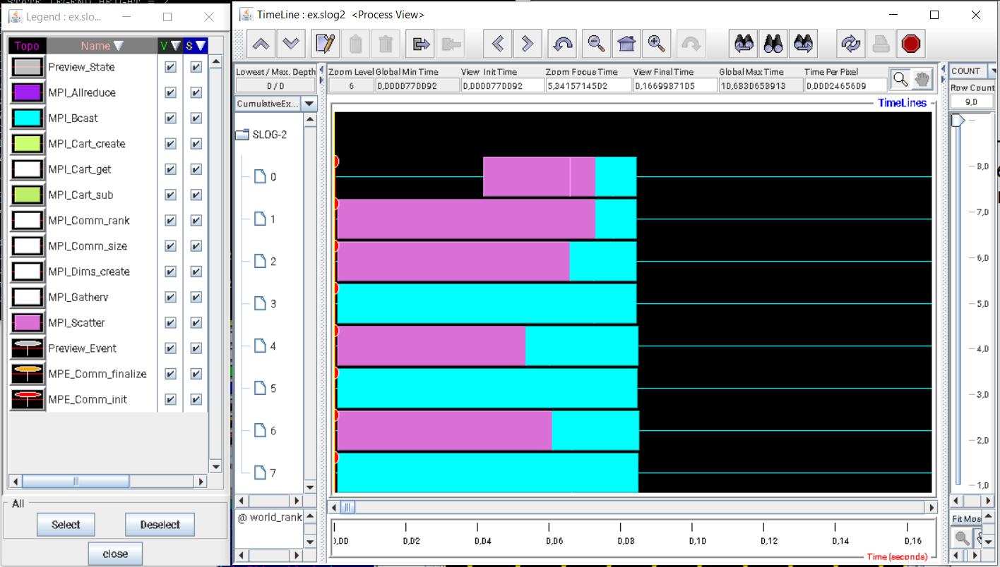 STATE LEGEND HEIGHT = 2
Legend : ex.slo...
Topo Name V S
Preview_State
MPI_Allreduce
MPI_Bcast
MPI_Cart_create
MPI_Cart_get
MPI_Cart_sub
MPI_Comm_rank
MPI_Comm_size
MPI_Dims_create
MPI_Gatherv
MPI_Scatter
Preview_Event
MPE_Comm_finalize
MPE_Comm_init
All
Select Deselect
close
TimeLine : ex.slog2 <Process View>
Lowest / Max. Depth
0 / 0
Zoom Level Global Min Time View Init Time Zoom Focus Time View Final Time Global Max Time Time Per Pixel
6 0,0000770092 0,0000770092 5,3415714502 0,1669987105 10,6830658913 0,0002465609
CumulativeEx...
SLOG-2
0
1
2
3
4
5
6
7
@ world_rank
TimeLines
0,00 0,02 0,04 0,06 0,08 0,10 0,12 0,14 0,16
Time (seconds)
COUNT
Row Count
9,0
8,0
7,0
6,0
5,0
4,0
3,0
2,0
1,0
Fit Mos